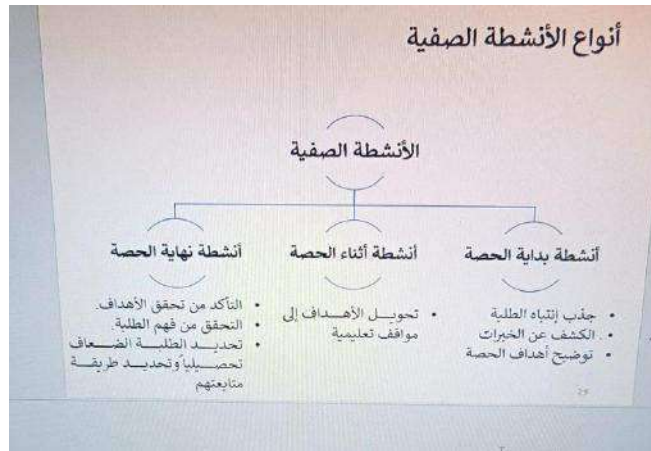 أنواع الأنشطة الصفية
الأنشطة الصفية
أنشطة بداية الحصة
• جذب إنتباه الطلبة
• الكشف عن الخبرات
• توضيح أهداف الحصة
أنشطة أثناء الحصة
• تحويل الأهداف إلى
مواقف تعليمية
أنشطة نهاية الحصة
• التأكد من تحقق الأهداف.
• التحقق من فهم الطلبة.
• تحديد الطلبة الضعاف
تحصيلياً وتحديد طريقة
متابعتهم